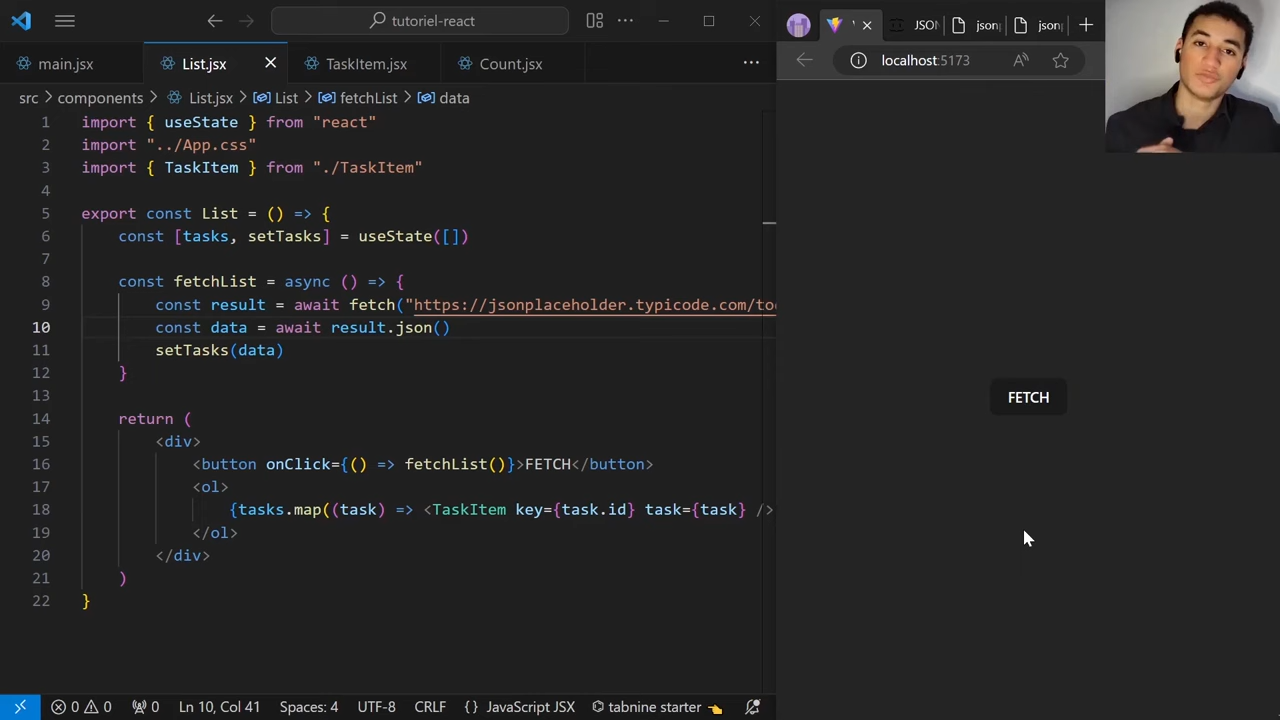 tutoriel-react
main.jsx
List.jsx
TaskItem.jsx
Count.jsx
src
components
List.jsx
List
fetchList
data
1 import { useState } from "react"
2 import "../App.css"
3 import { TaskItem } from "./TaskItem"
4
5 export const List = () => {
6 const [tasks, setTasks] = useState([])
7
8 const fetchList = async () => {
9 const result = await fetch("https://jsonplaceholder.typicode.com/to
10 const data = await result.json()
11 setTasks(data)
12 }
13
14 return (
15 <div>
16 <button onClick={() => fetchList()}>FETCH</button>
17 <ol>
18 {tasks.map((task) => <TaskItem key={task.id} task={task} />
19 </ol>
20 </div>
21 )
22 }
0 0 0
Ln 10, Col 41
Spaces: 4
UTF-8
CRLF
{ } JavaScript JSX
tabnine starter
JSON
json
json
localhost:5173
FETCH